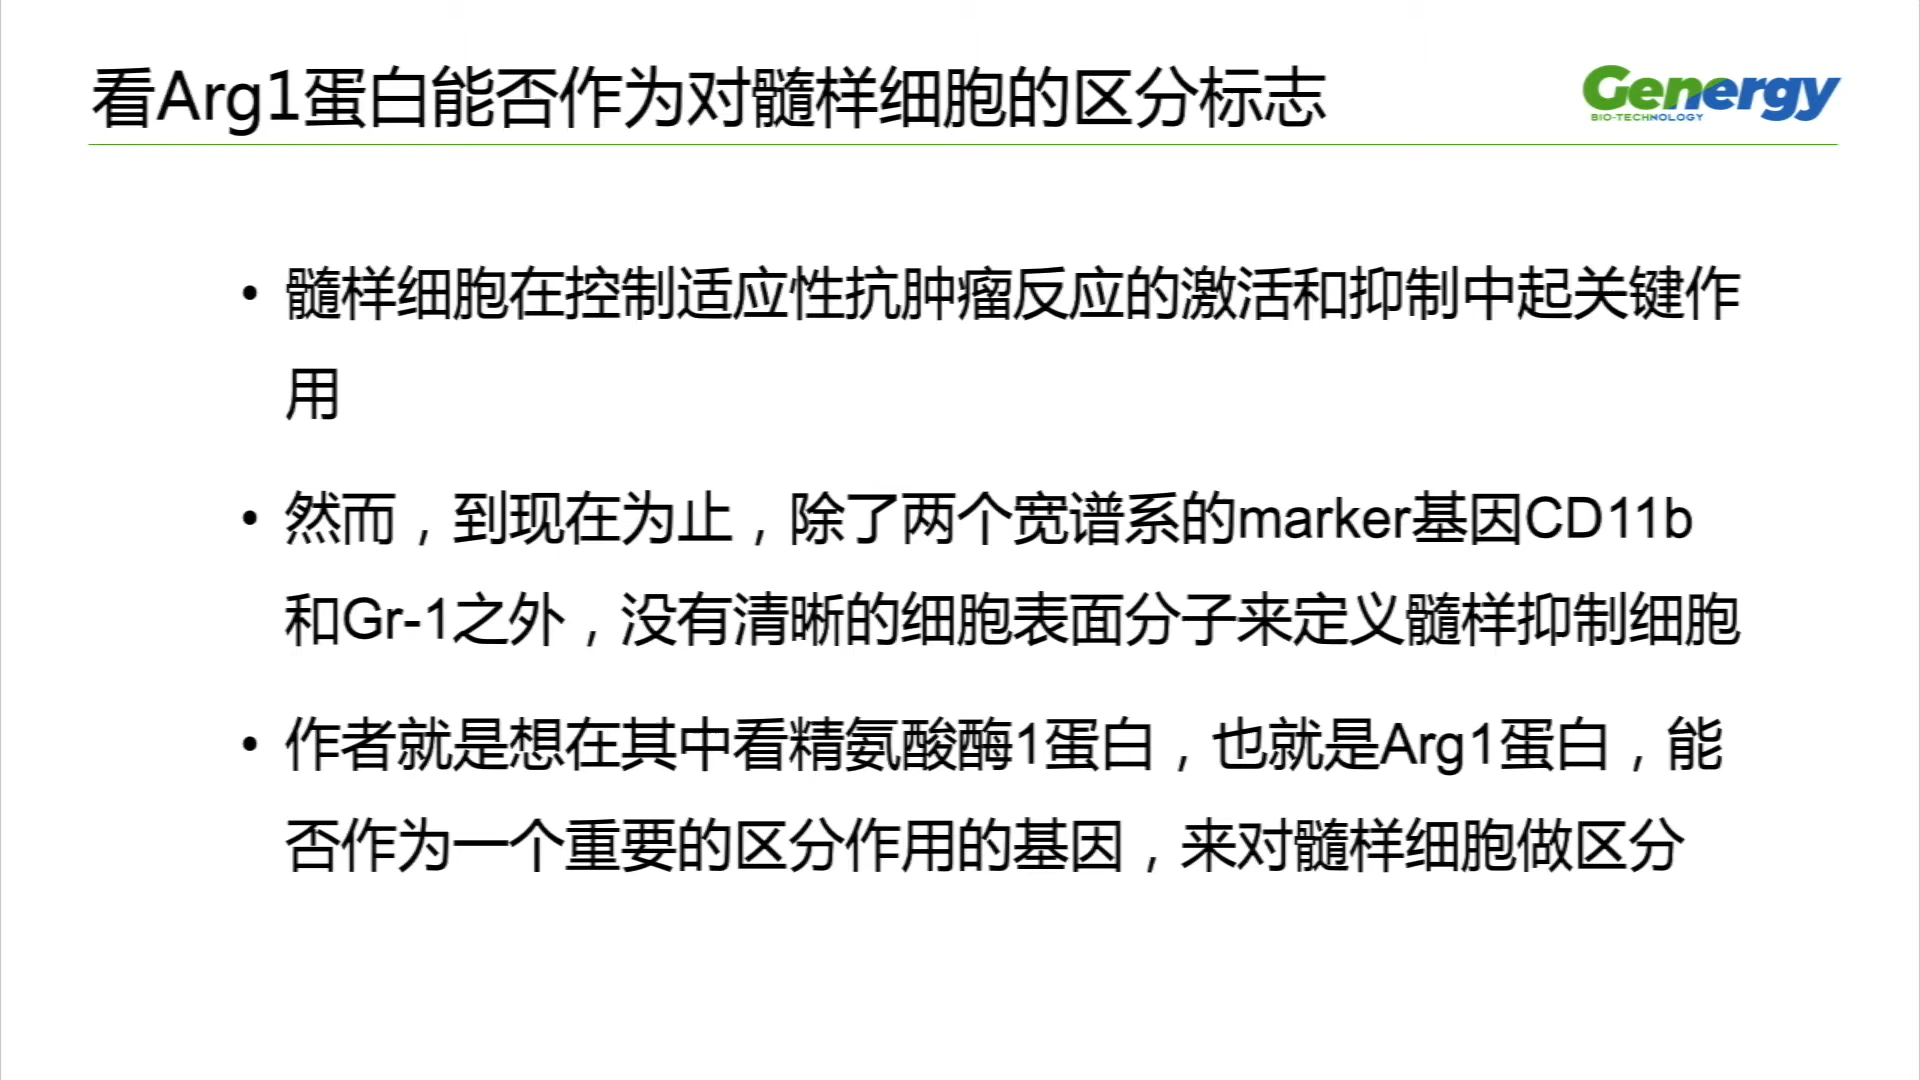 看Arg1蛋白能否作为对髓样细胞的区分标志
Genergy
BIO-TECHNOLOGY
• 髓样细胞在控制适应性抗肿瘤反应的激活和抑制中起关键作
用
• 然而，到现在为止，除了两个宽谱系的marker基因CD11b
和Gr-1之外，没有清晰的细胞表面分子来定义髓样抑制细胞
• 作者就是想在其中看精氨酸酶1蛋白，也就是Arg1蛋白，能
否作为一个重要的区分作用的基因，来对髓样细胞做区分